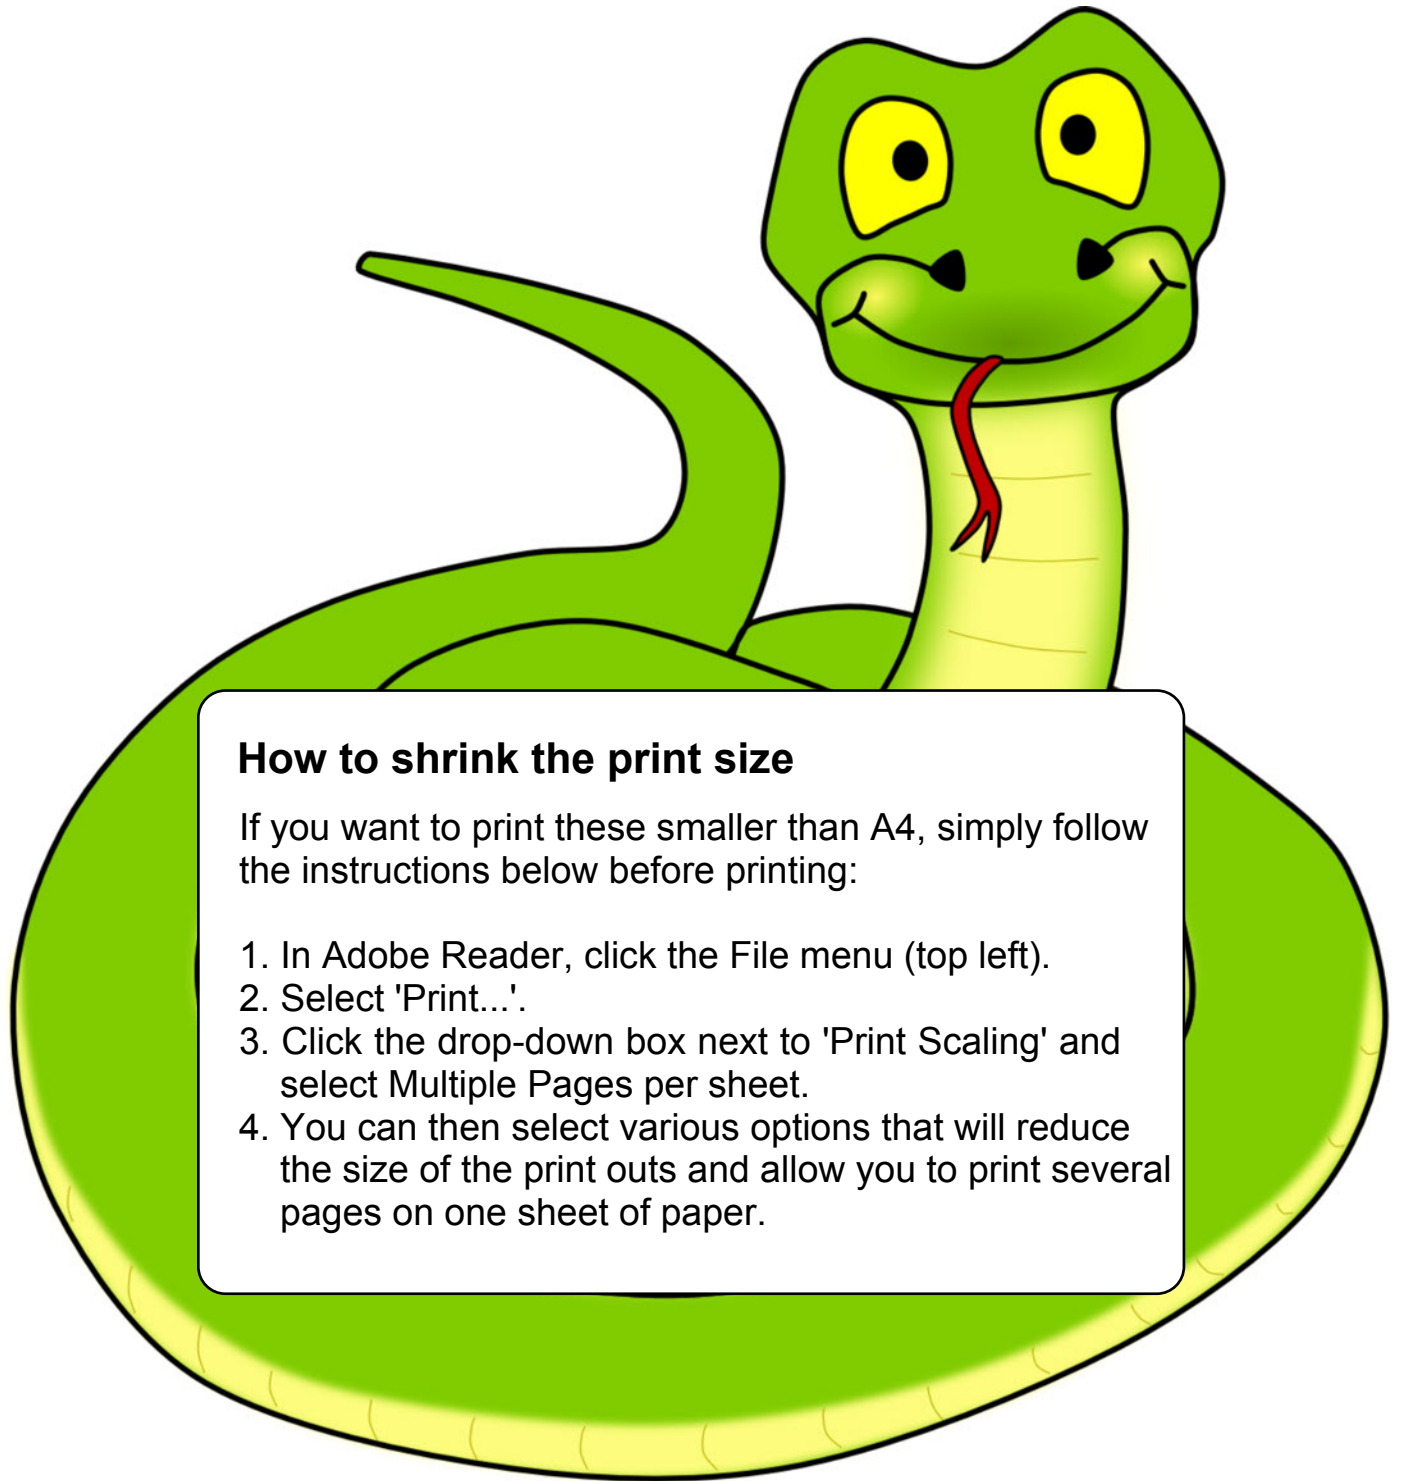 How to shrink the print size
If you want to print these smaller than A4, simply follow
the instructions below before printing:
1. In Adobe Reader, click the File menu (top left).
2. Select 'Print...'.
3. Click the drop-down box next to 'Print Scaling' and
select Multiple Pages per sheet.
4. You can then select various options that will reduce
the size of the print outs and allow you to print several
pages on one sheet of paper.